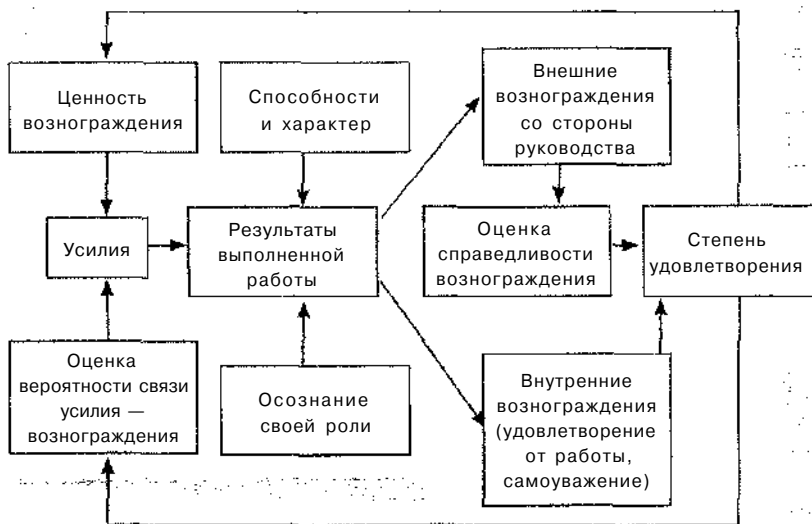 Ценность
вознограждения
Способности
и характер
Внешние
вознограждения
со стороны
руководства
Усилия
Результаты
выполненной
работы
Оценка
справедливости
вознограждения
Степень
удовлетворения
Оценка
вероятности связи
усилия —
вознограждения
Осознание
своей роли
Внутренние
вознограждения
(удовлетворение
от работы,
самоуважение)